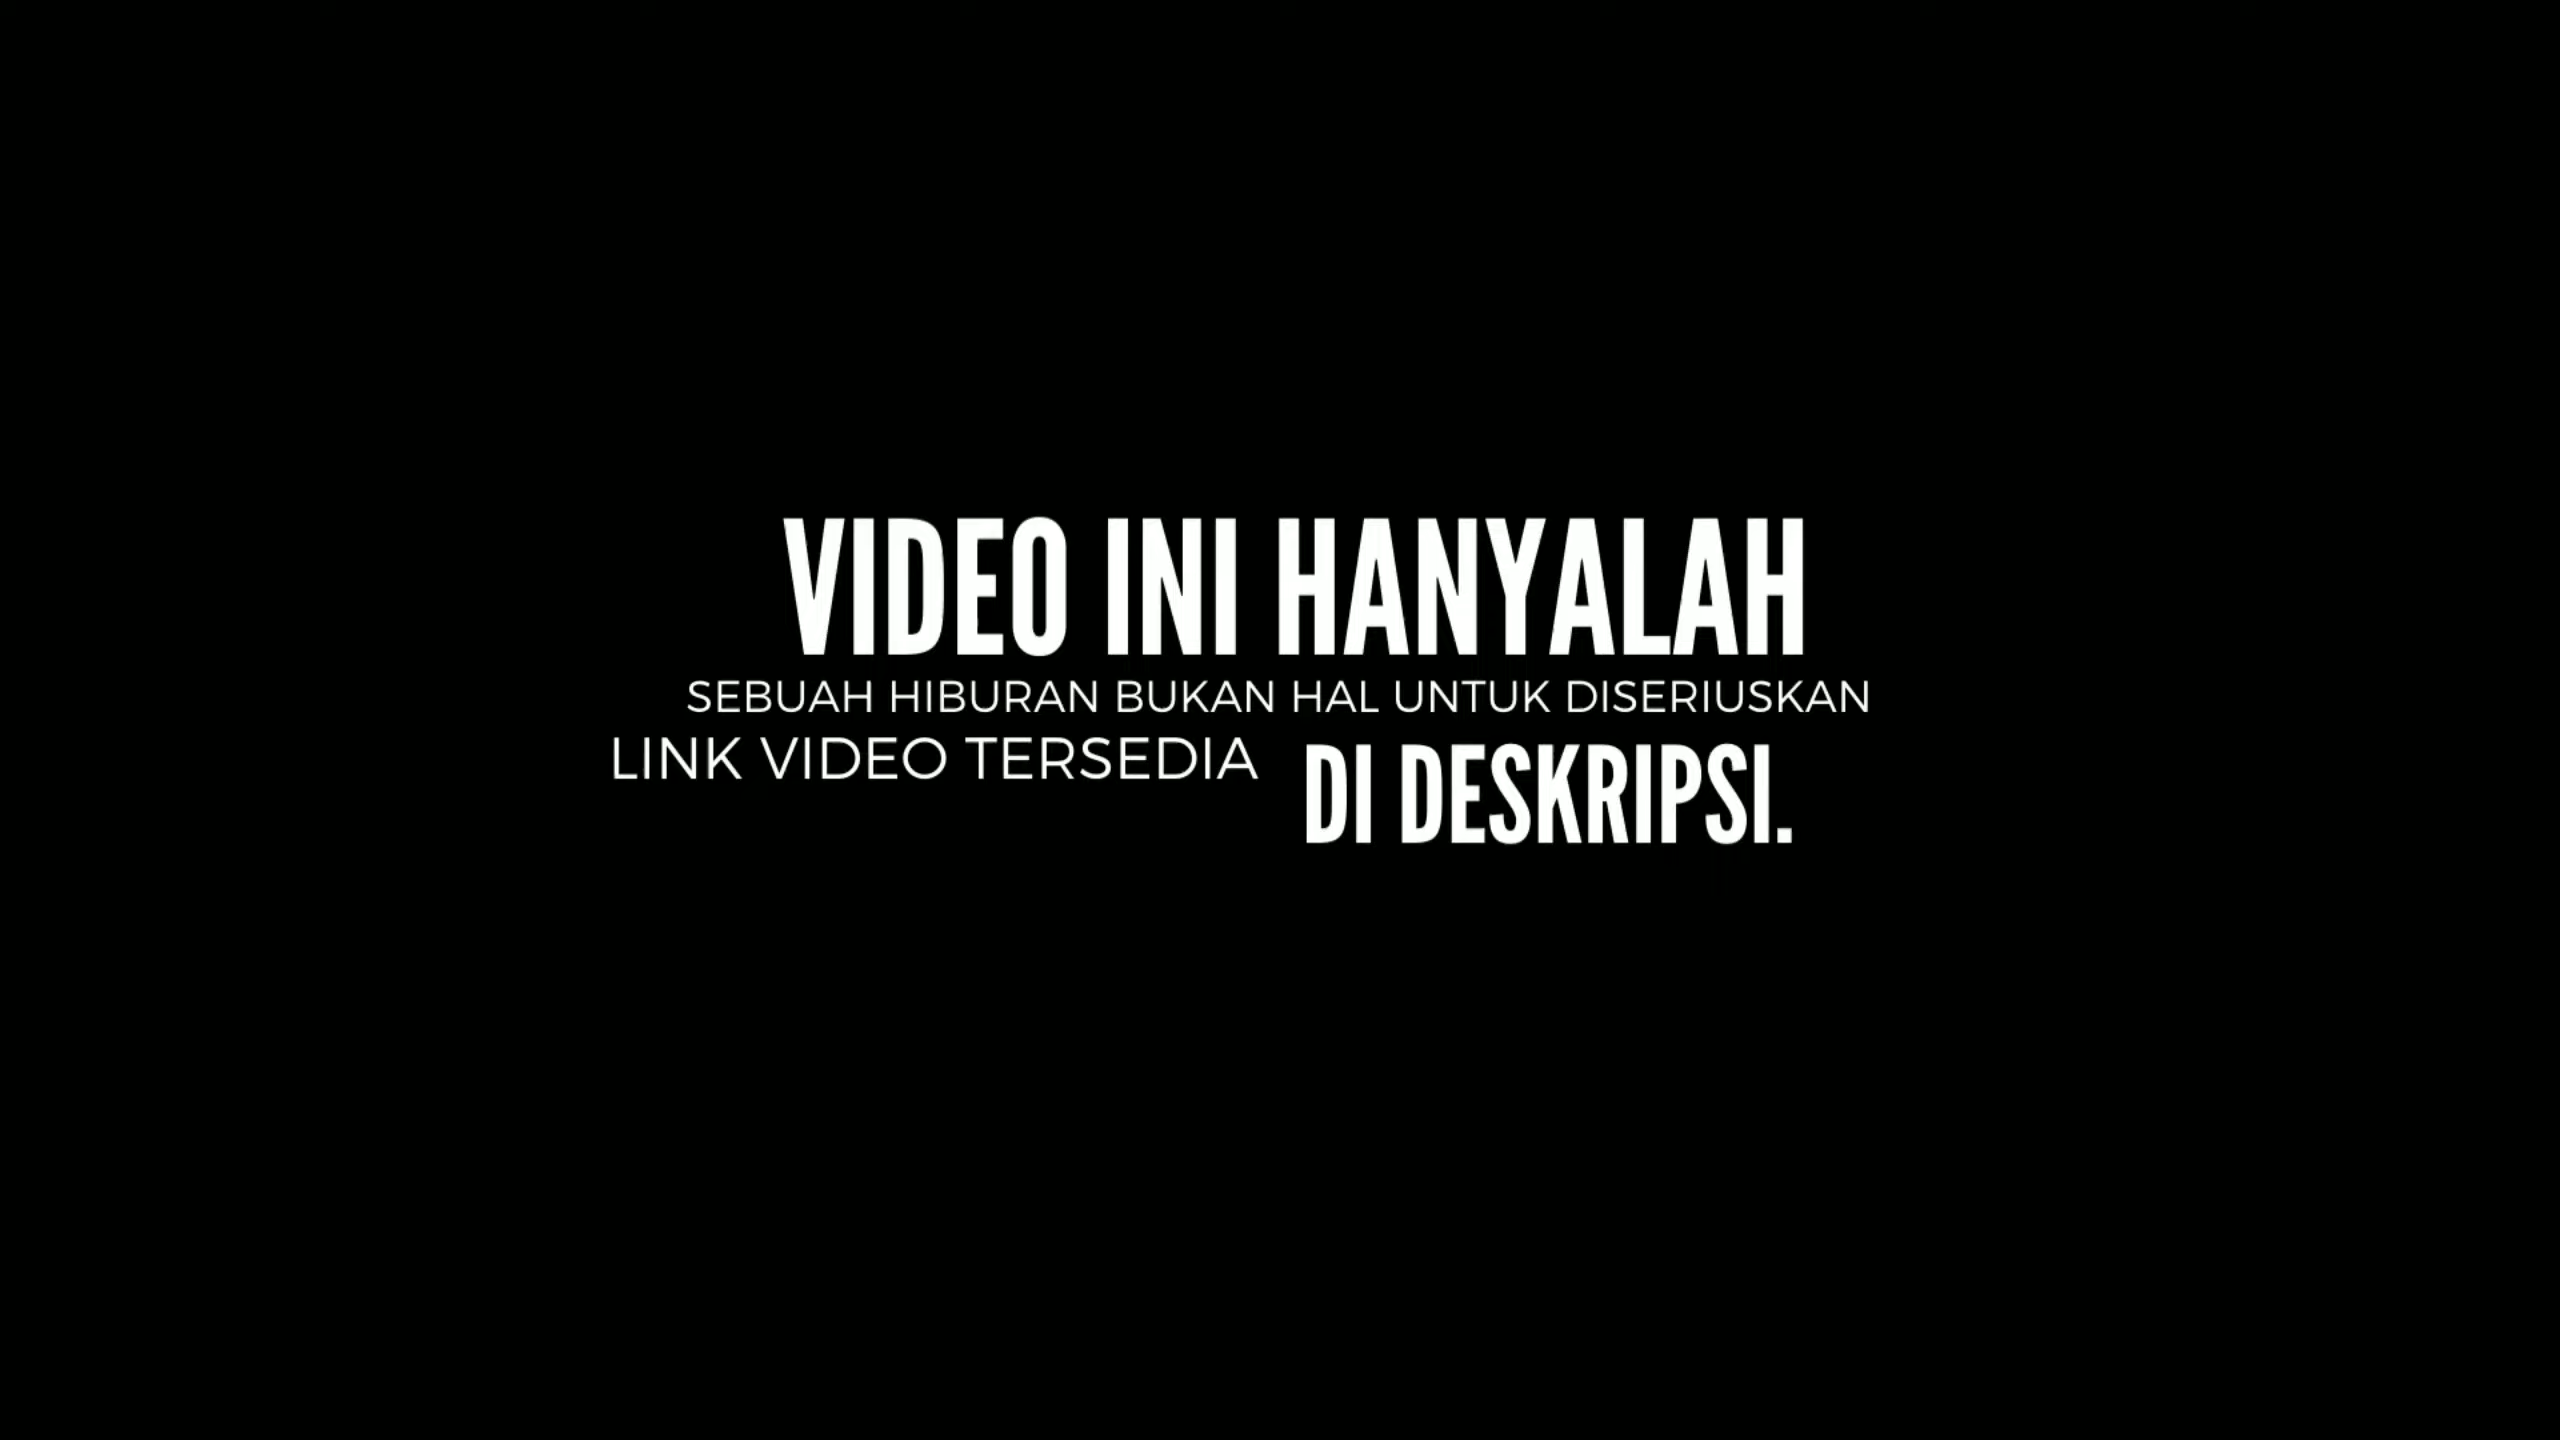 VIDEO INI HANYALAH
SEBUAH HIBURAN BUKAN HAL UNTUK DISERIUSKAN
LINK VIDEO TERSEDIA DI DESKRIPSI.